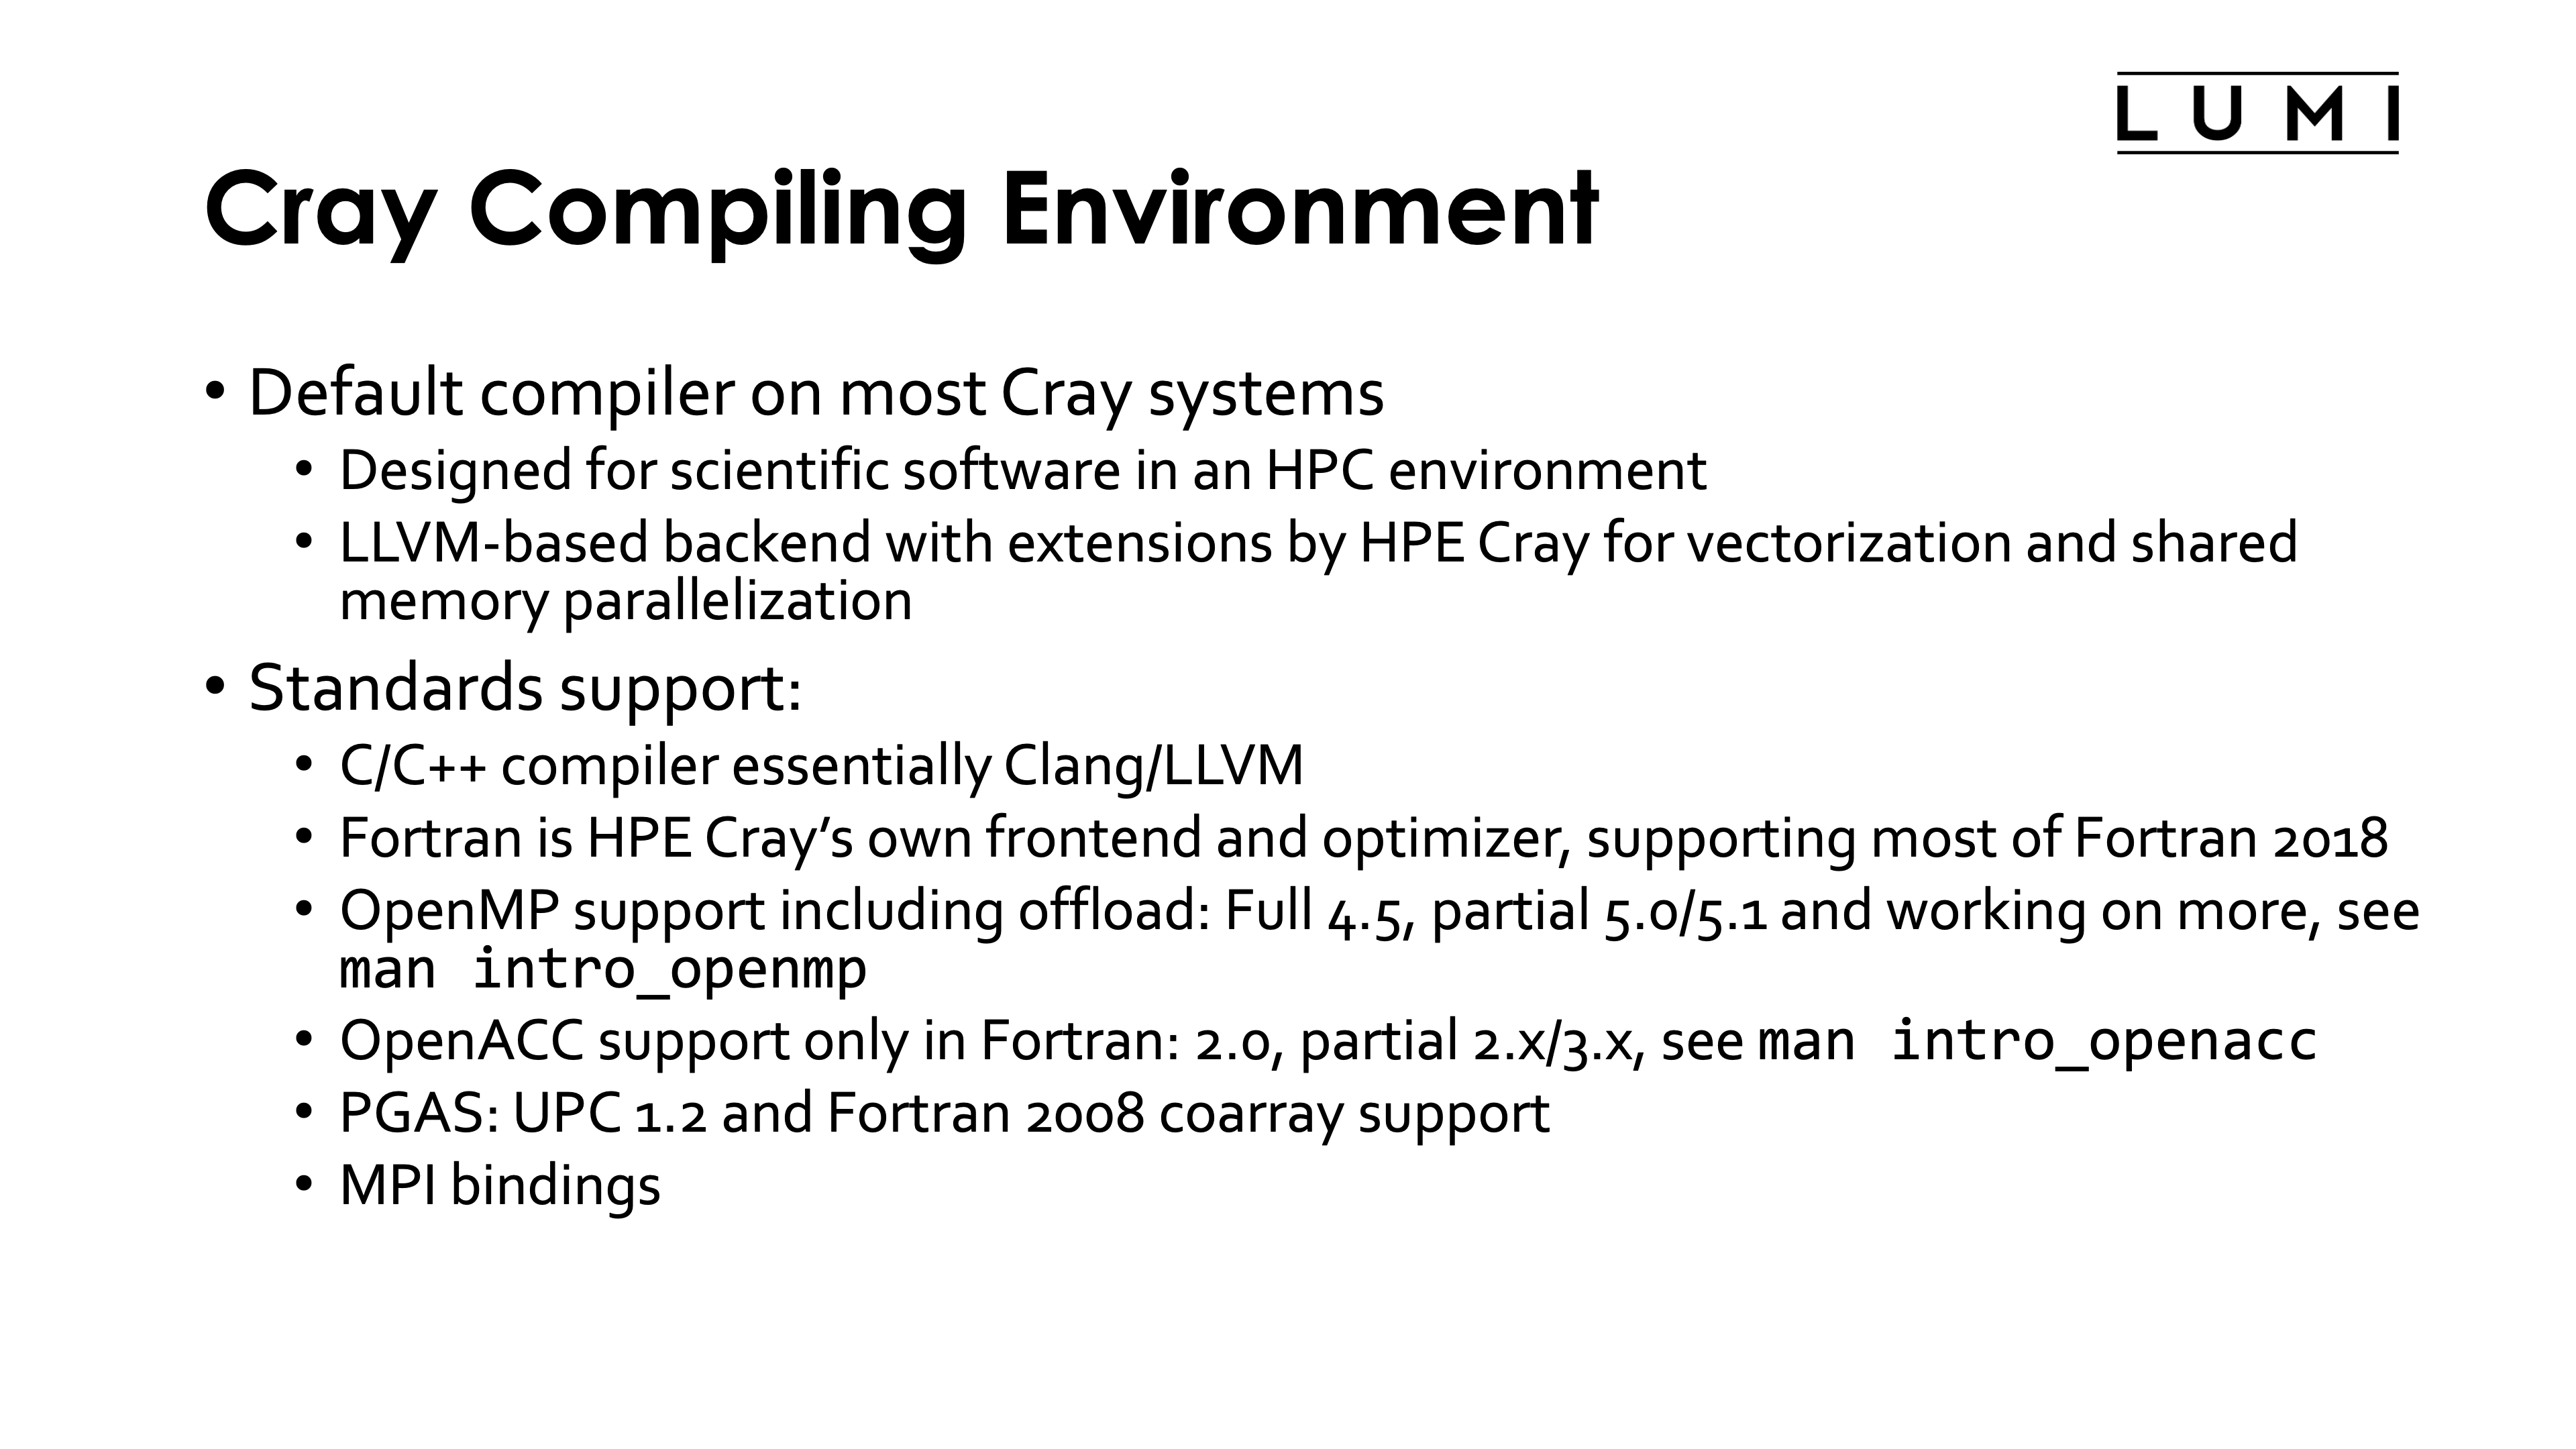 LUMI
Cray Compiling Environment
• Default compiler on most Cray systems
• Designed for scientific software in an HPC environment
• LLVM-based backend with extensions by HPE Cray for vectorization and shared
memory parallelization
• Standards support:
• C/C++ compiler essentially Clang/LLVM
• Fortran is HPE Cray’s own frontend and optimizer, supporting most of Fortran 2018
• OpenMP support including offload: Full 4.5, partial 5.0/5.1 and working on more, see
man intro_openmp
• OpenACC support only in Fortran: 2.0, partial 2.x/3.x, see man intro_openacc
• PGAS: UPC 1.2 and Fortran 2008 coarray support
• MPI bindings